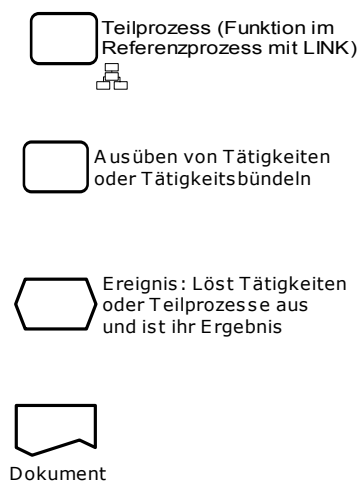 Teilprozess (Funktion im
Referenzprozess mit LINK)
Ausüben von Tätigkeiten
oder Tätigkeitsbündeln
Ereignis: Löst Tätigkeiten
oder Teilprozesse aus
und ist ihr Ergebnis
Dokument